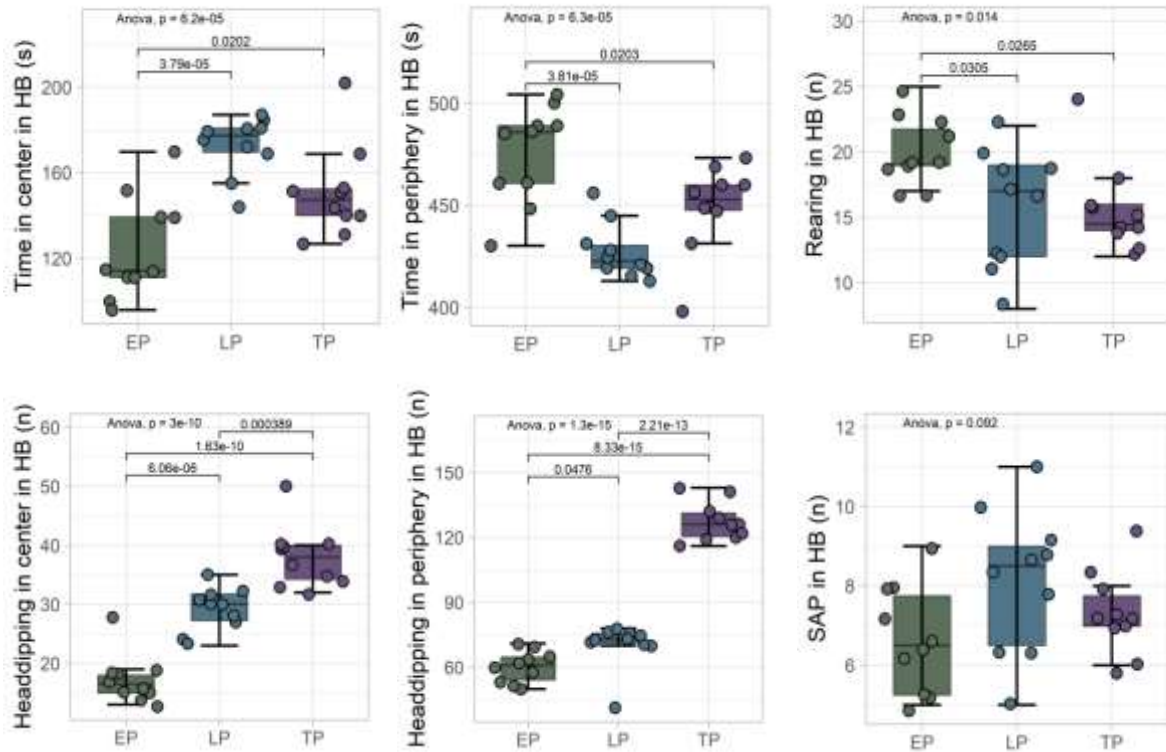 Time in center in HB (s)
Anova, p = 6.2e-05
0.0202
3.79e-05
200
160
120
EP LP TP
Time in periphery in HB (s)
Anova, p = 6.3e-05
0.0203
3.81e-05
500
450
400
EP LP TP
Rearing in HB (n)
Anova, p = 0.014
0.0265
0.0305
30
25
20
15
10
EP LP TP
Headdipping in center in HB (n)
Anova, p = 3e-10
0.000389
1.63e-10
6.06e-05
60
50
40
30
20
EP LP TP
Headdipping in periphery in HB (n)
Anova, p = 1.3e-15
2.21e-13
8.33e-15
0.0476
150
120
90
60
EP LP TP
SAP in HB (n)
Anova, p = 0.092
12
10
8
6
EP LP TP